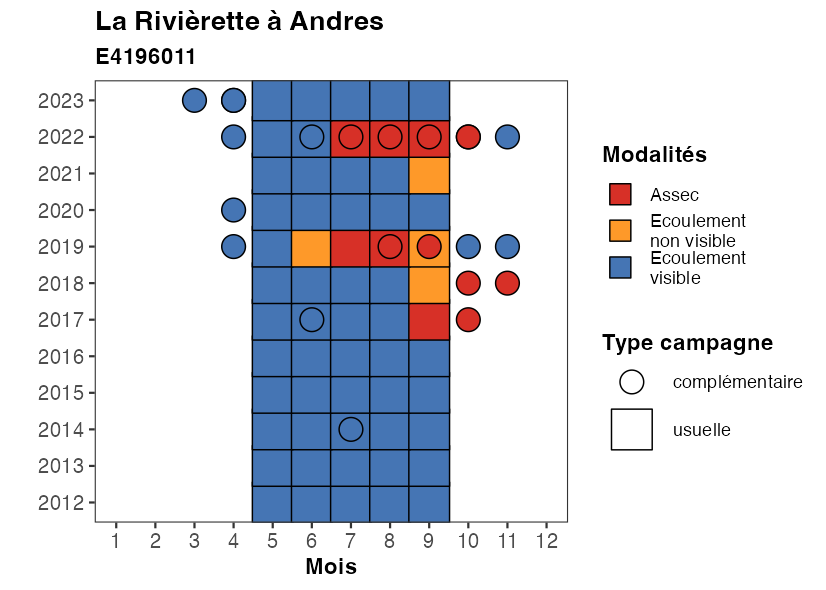 La Rivièrette à Andres
E4196011
2023
2022
2021
2020
2019
2018
2017
2016
2015
2014
2013
2012
1 2 3 4 5 6 7 8 9 10 11 12
Mois
Modalités
Assec
Ecoulement
non visible
Ecoulement
visible
Type campagne
complémentaire
usuelle